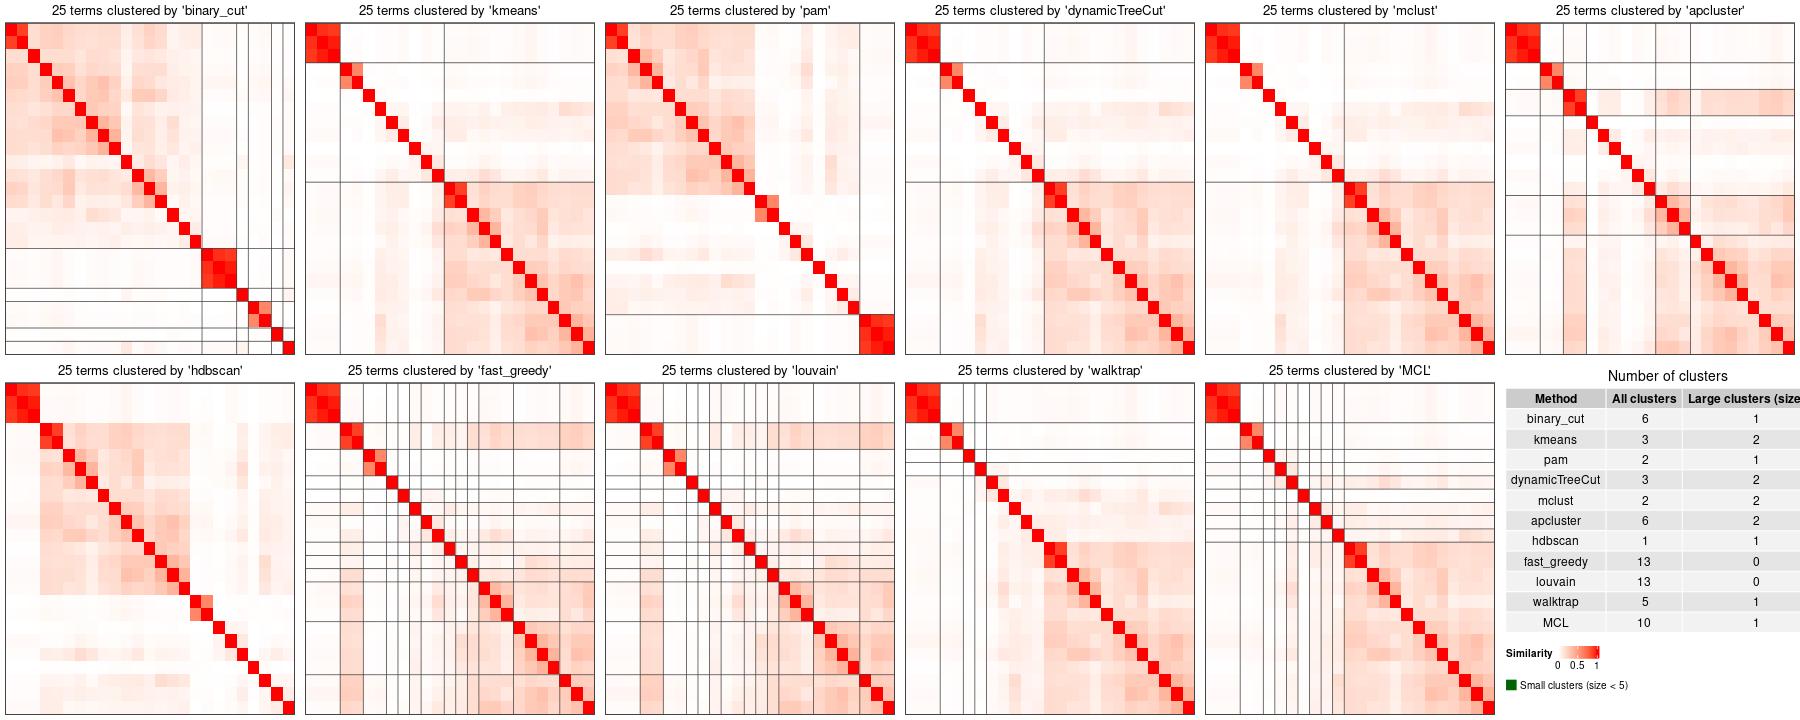 25 terms clustered by 'binary_cut'
25 terms clustered by 'kmeans'
25 terms clustered by 'pam'
25 terms clustered by 'dynamicTreeCut'
25 terms clustered by 'mclust'
25 terms clustered by 'apcluster'
25 terms clustered by 'hdbscan'
25 terms clustered by 'fast_greedy'
25 terms clustered by 'louvain'
25 terms clustered by 'walktrap'
25 terms clustered by 'MCL'
Number of clusters
Method All clusters Large clusters (size
binary_cut 6 1
kmeans 3 2
pam 2 1
dynamicTreeCut 3 2
mclust 2 2
apcluster 6 2
hdbscan 1 1
fast_greedy 13 0
louvain 13 0
walktrap 5 1
MCL 10 1
Similarity
0 0.5 1
Small clusters (size < 5)